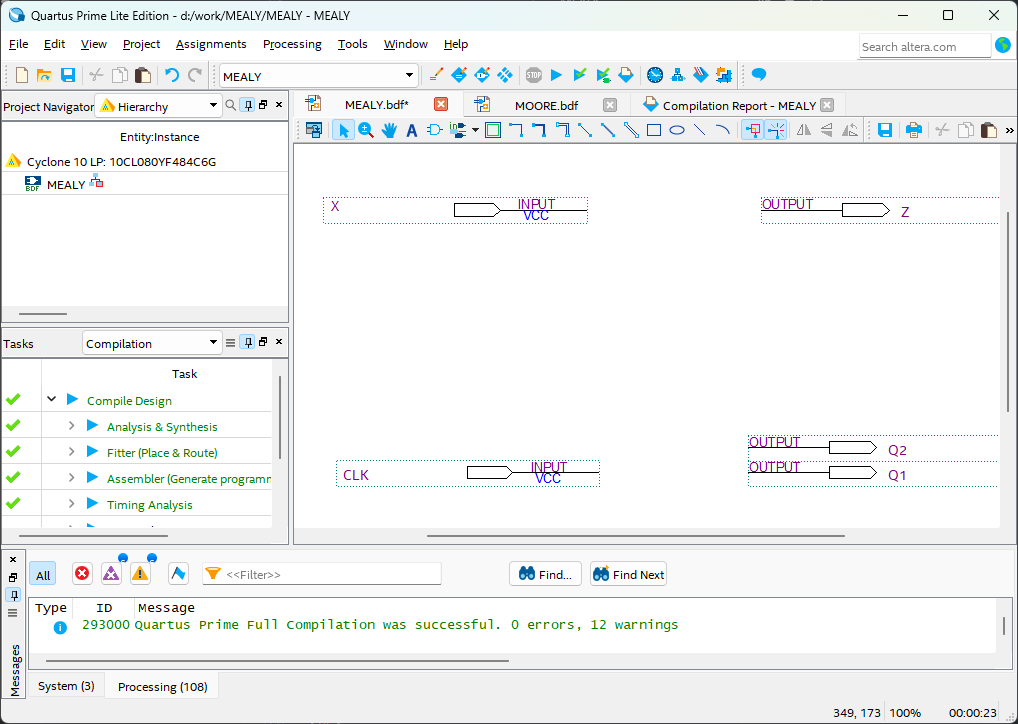 Quartus Prime Lite Edition - d:/work/MEALY/MEALY - MEALY
File Edit View Project Assignments Processing Tools Window Help
Search altera.com
MEALY
STOP
Project Navigator Hierarchy
MEALY.bdf* MOORE.bdf Compilation Report - MEALY
A
Entity:Instance
Cyclone 10 LP: 10CL080YF484C6G
BDF MEALY
X INPUT
VCC
OUTPUT Z
Tasks Compilation
Task
Compile Design
Analysis & Synthesis
Fitter (Place & Route)
Assembler (Generate programm
Timing Analysis
OUTPUT Q2
CLK INPUT
VCC
OUTPUT Q1
All <<Filter>> Find... Find Next
Type ID Message
293000 Quartus Prime Full Compilation was successful. 0 errors, 12 warnings
Messages
System (3) Processing (108)
349, 173 100% 00:00:23